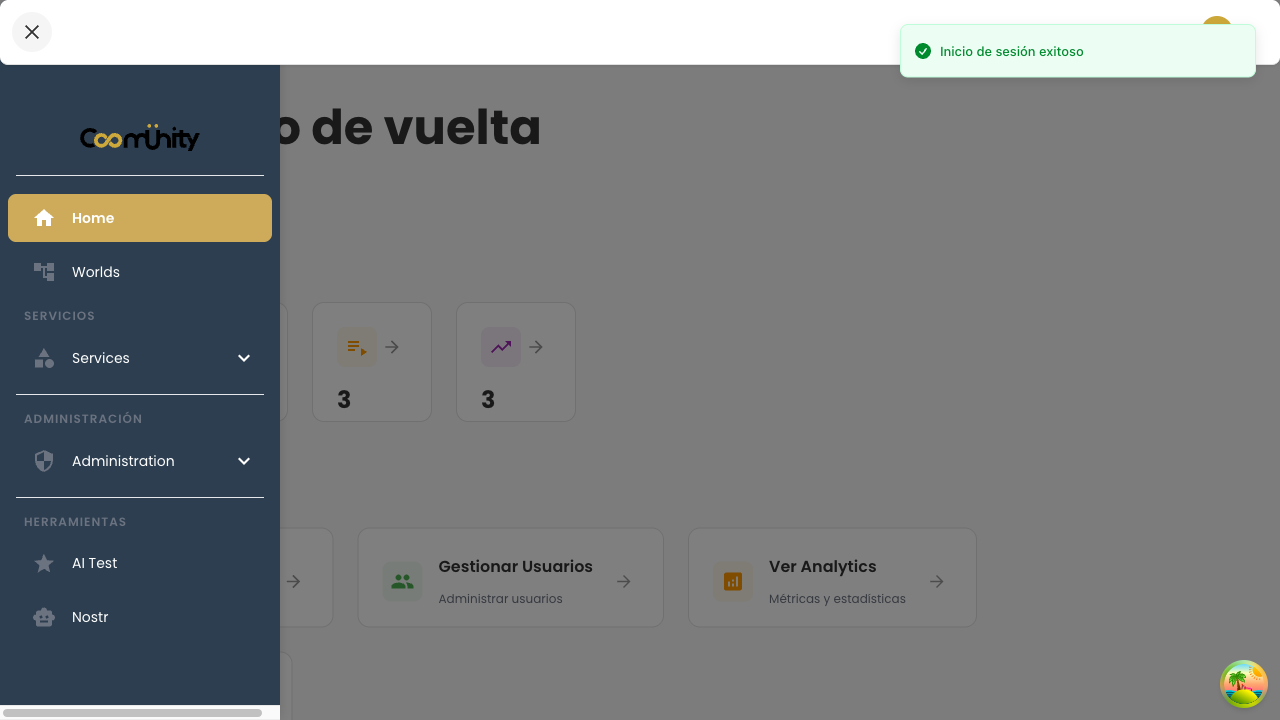 Inicio de sesión exitoso
o de vuelta
CoomÜnity
Home
Worlds
SERVICIOS
Services
3
3
ADMINISTRACIÓN
Administration
HERRAMIENTAS
AI Test
Nostr
Gestionar Usuarios
Administrar usuarios
Ver Analytics
Métricas y estadísticas